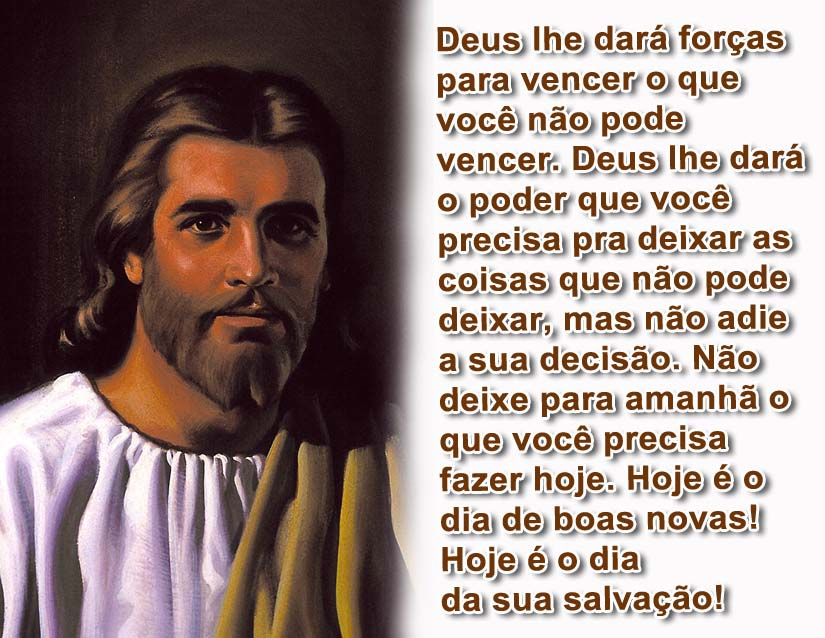 Deus lhe dará forças
para vencer o que
você não pode
vencer. Deus lhe dará
o poder que você
precisa pra deixar as
coisas que não pode
deixar, mas não adie
a sua decisão. Não
deixe para amanhã o
que você precisa
fazer hoje. Hoje é o
dia de boas novas!
Hoje é o dia
da sua salvação!